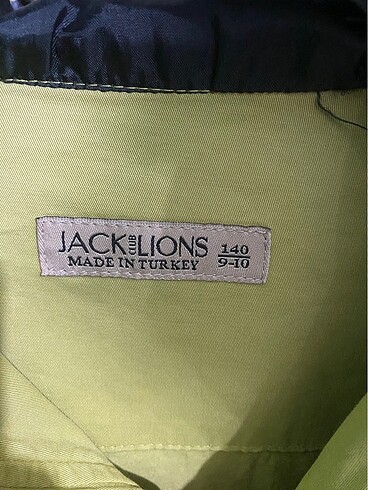 JACK CLUB LIONS
MADE IN TURKEY
140
9-10